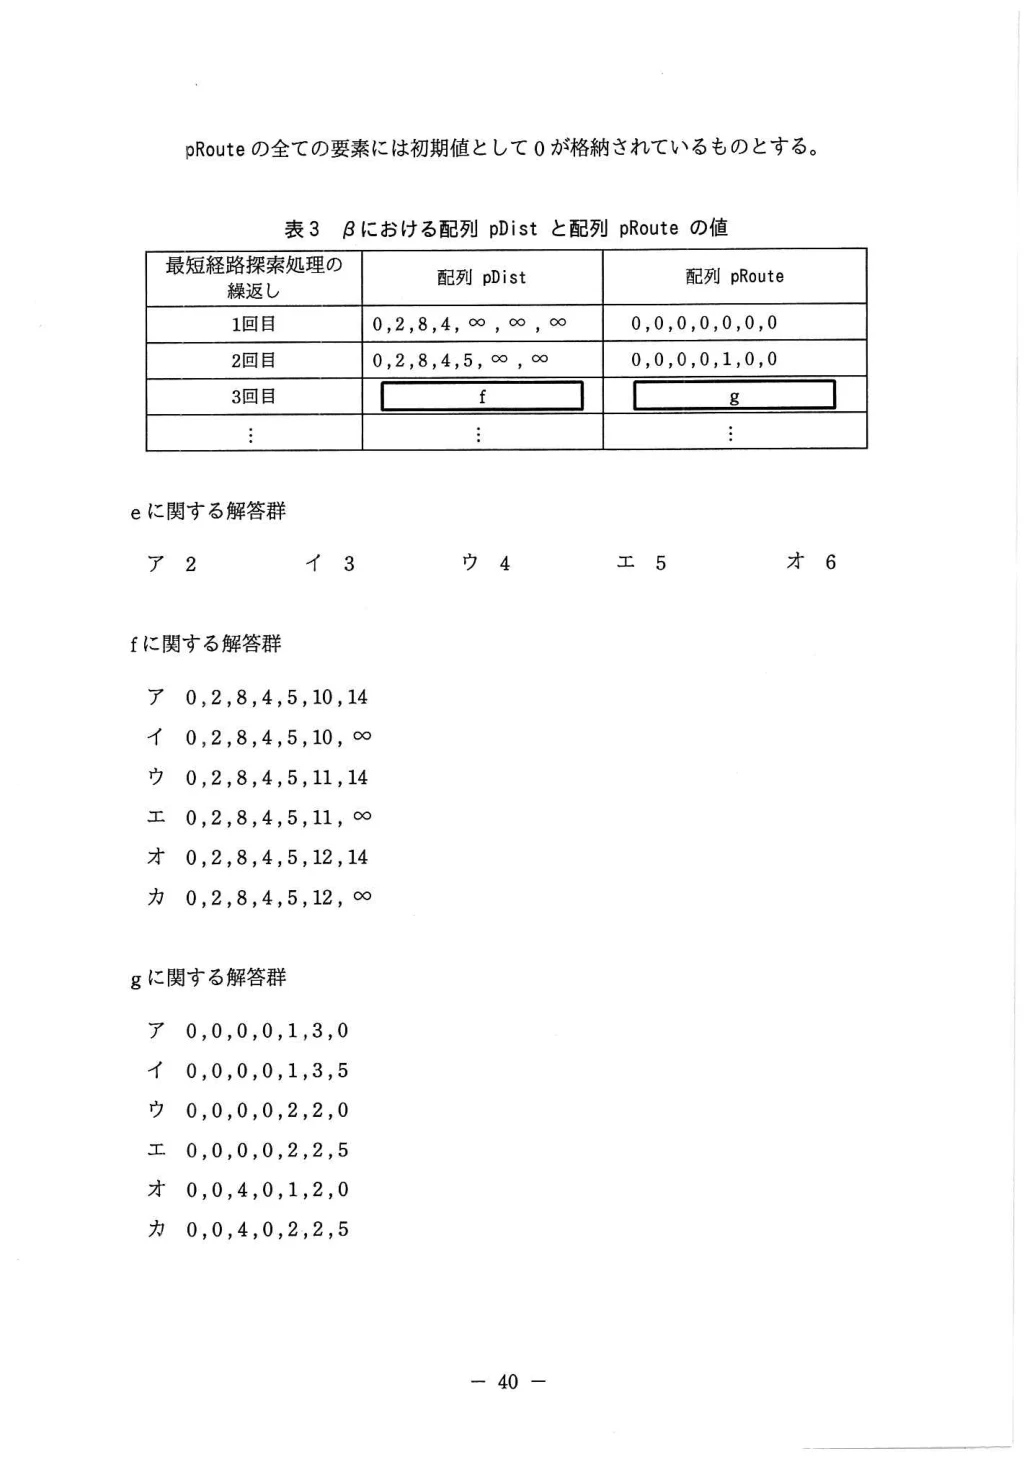 pRoute の全ての要素には初期値として 0 が格納されているものとする。
表3 βにおける配列 pDist と配列 pRoute の値
最短経路探索処理の
繰返し
配列 pDist
配列 pRoute
1回目
0,2,8,4, ∞ , ∞ , ∞
0,0,0,0,0,0,0
2回目
0,2,8,4,5, ∞ , ∞
0,0,0,0,1,0,0
3回目
f
g
⋮
⋮
⋮
e に関する解答群
ア 2 イ 3 ウ 4 エ 5 オ 6
f に関する解答群
ア 0,2,8,4,5,10,14
イ 0,2,8,4,5,10, ∞
ウ 0,2,8,4,5,11,14
エ 0,2,8,4,5,11, ∞
オ 0,2,8,4,5,12,14
カ 0,2,8,4,5,12, ∞
g に関する解答群
ア 0,0,0,0,1,3,0
イ 0,0,0,0,1,3,5
ウ 0,0,0,0,2,2,0
エ 0,0,0,0,2,2,5
オ 0,0,4,0,1,2,0
カ 0,0,4,0,2,2,5
— 40 —